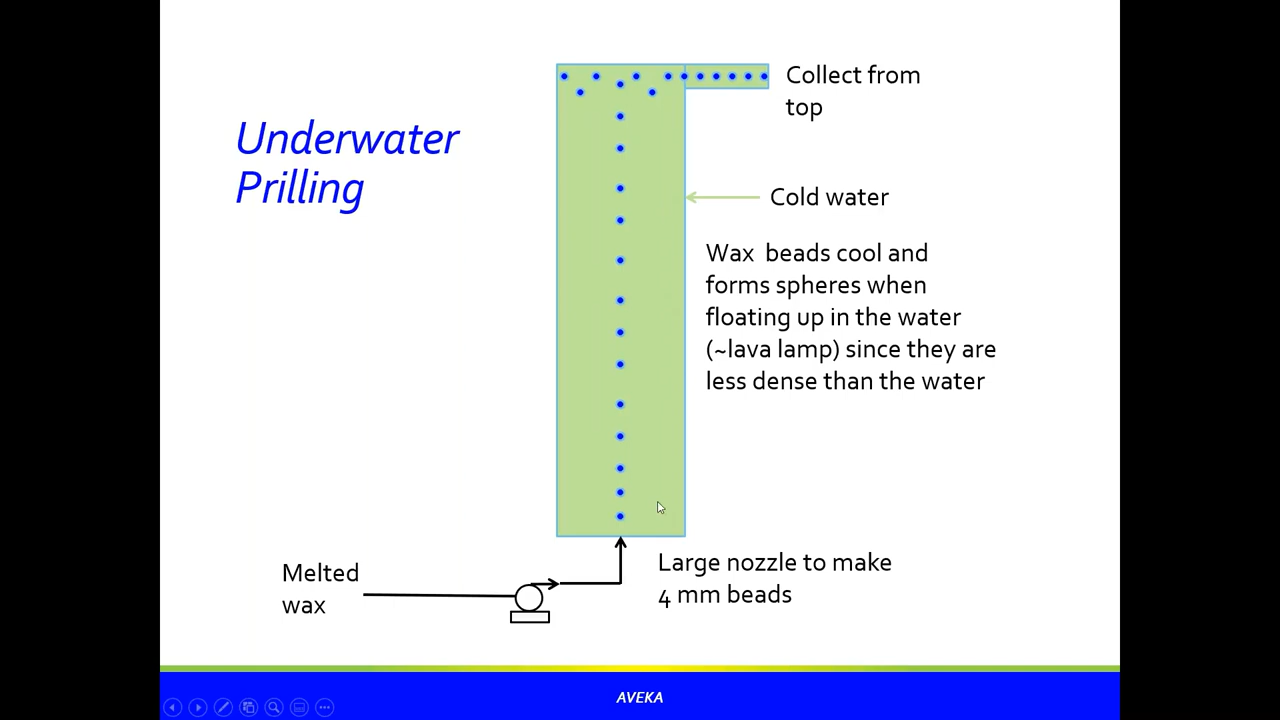 Underwater
Prilling
Collect from
top
Cold water
Wax  beads cool and
forms spheres when
floating up in the water
(~lava lamp) since they are
less dense than the water
Melted
wax
Large nozzle to make
4 mm beads
AVEKA